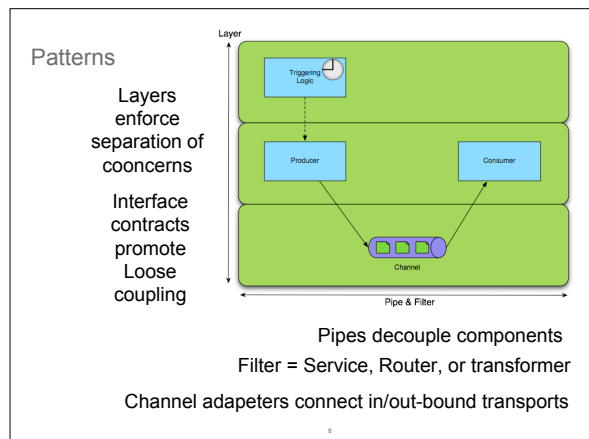 Patterns
Layers
enforce
separation of
cooncerns
Interface
contracts
promote
Loose
coupling
Layer
Triggering
Logic
Producer
Consumer
Channel
Pipe & Filter
Pipes decouple components
Filter = Service, Router, or transformer
Channel adapeters connect in/out-bound transports
8